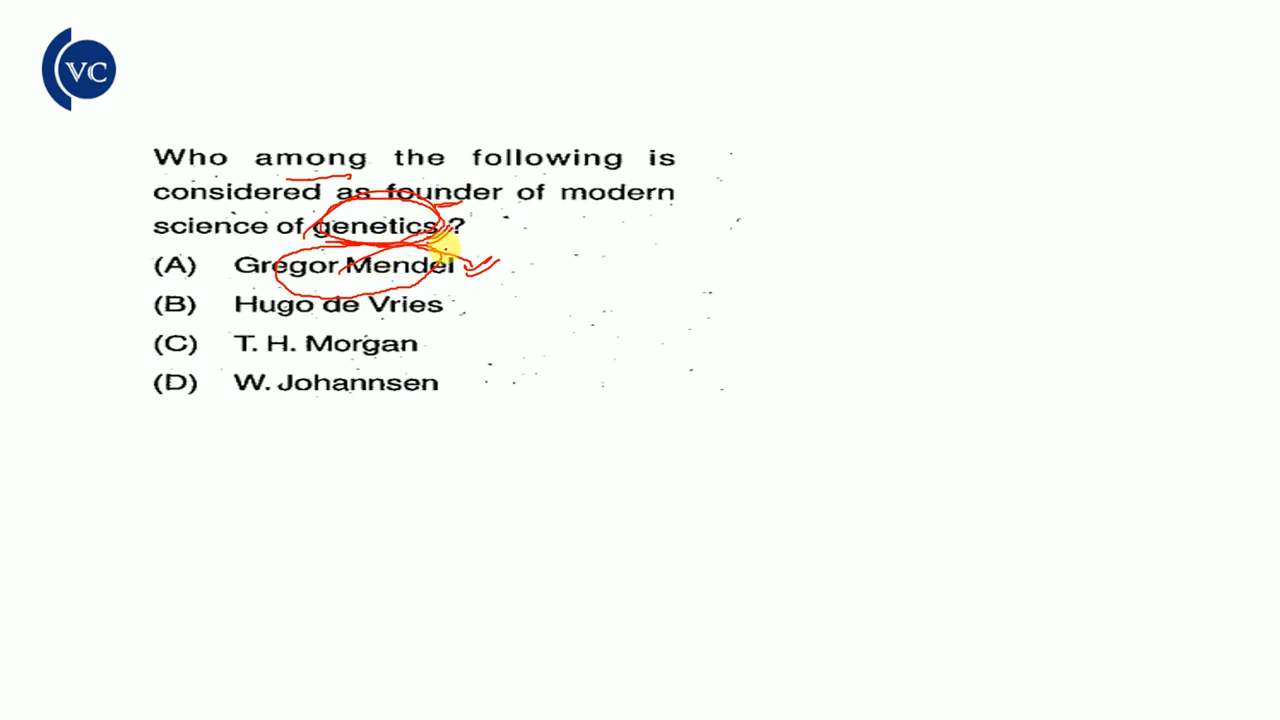 VC
Who among the following is
considered as founder of modern
science of genetics ?
(A) Gregor Mendel
(B) Hugo de Vries
(C) T. H. Morgan
(D) W. Johannsen